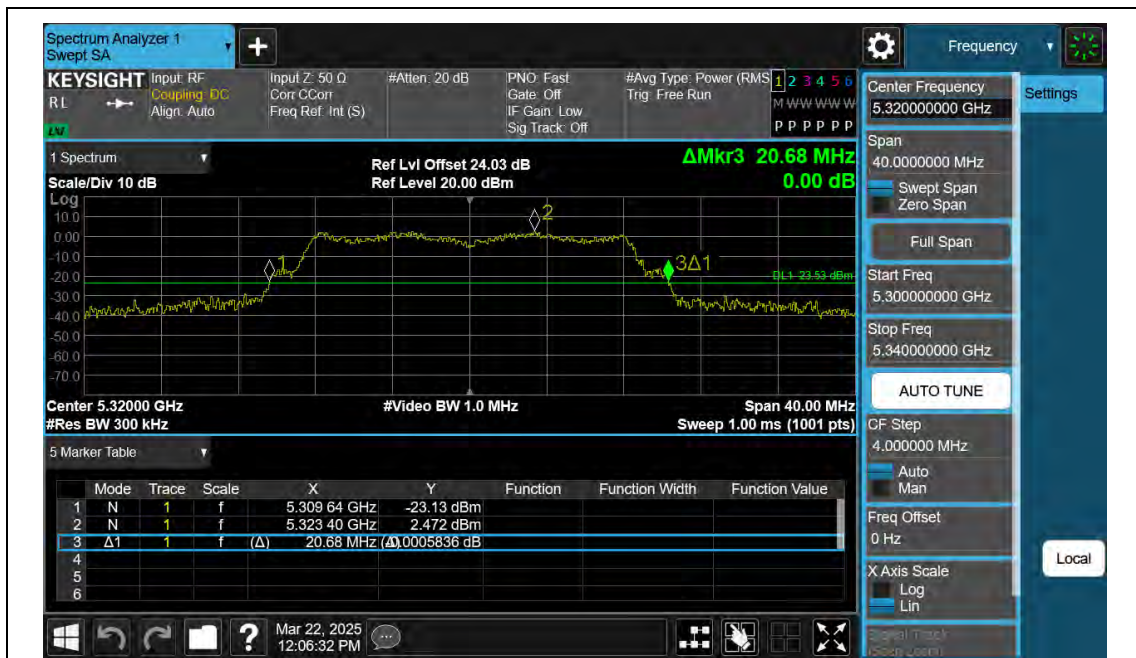 Spectrum Analyzer 1
Swept SA
+
Frequency
KEYSIGHT
RL
LXI
Input: RF
Coupling: DC
Align: Auto
Input Z: 50 Ω
Corr CCorr
Freq Ref: Int (S)
#Atten: 20 dB
PNO: Fast
Gate: Off
IF Gain: Low
Sig Track: Off
#Avg Type: Power (RMS
Trig: Free Run
1 2 3 4 5 6
M W W W W W
P P P P P P
1 Spectrum
Scale/Div 10 dB
Ref Lvl Offset 24.03 dB
Ref Level 20.00 dBm
ΔMkr3 20.68 MHz
0.00 dB
Log
10.0
0.00
-10.0
-20.0
-30.0
-40.0
-50.0
-60.0
-70.0
1
2
3Δ1
DL1 -23.53 dBm
Center 5.32000 GHz
#Video BW 1.0 MHz
Span 40.00 MHz
#Res BW 300 kHz
Sweep 1.00 ms (1001 pts)
5 Marker Table
Mode Trace Scale X Y Function Function Width Function Value
1 N 1 f 5.309 64 GHz -23.13 dBm
2 N 1 f 5.323 40 GHz 2.472 dBm
3 Δ1 1 f (Δ) 20.68 MHz (Δ) 0.0005836 dB
4
5
6
?
Mar 22, 2025
12:06:32 PM
Center Frequency
5.320000000 GHz
Settings
Span
40.0000000 MHz
Swept Span
Zero Span
Full Span
Start Freq
5.300000000 GHz
Stop Freq
5.340000000 GHz
AUTO TUNE
CF Step
4.000000 MHz
Auto
Man
Freq Offset
0 Hz
Local
X Axis Scale
Log
Lin
Signal Track
(Span Zoom)